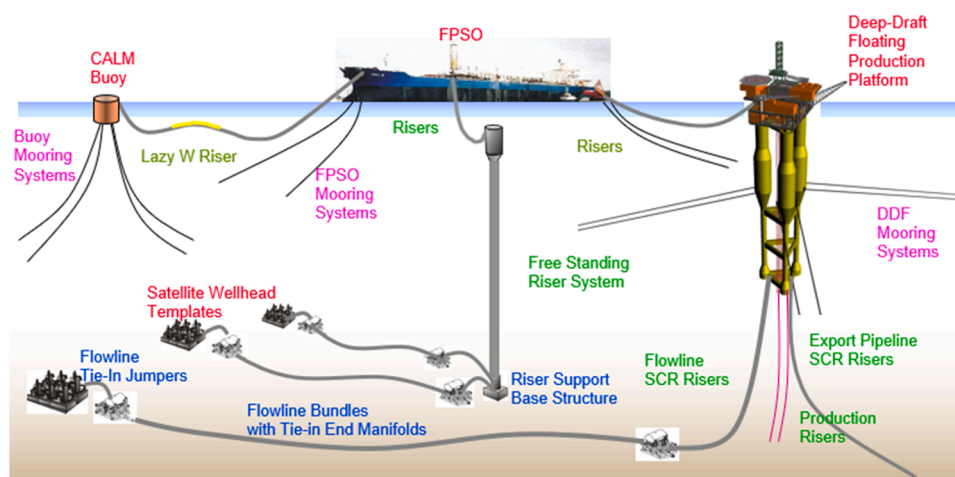 FPSO
Deep-Draft
Floating
Production
Platform
CALM
Buoy
Buoy
Mooring
Systems
Lazy W Riser
Risers
Risers
FPSO
Mooring
Systems
DDF
Mooring
Systems
Free Standing
Riser System
Satellite Wellhead
Templates
Flowline
Tie-In Jumpers
Flowline
SCR Risers
Export Pipeline
SCR Risers
Riser Support
Base Structure
Flowline Bundles
with Tie-in End Manifolds
Production
Risers